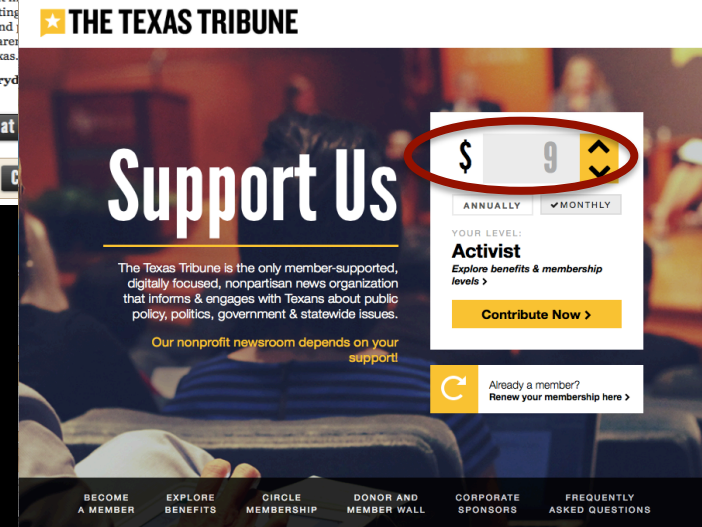 THE TEXAS TRIBUNE
Support Us
The Texas Tribune is the only member-supported,
digitally focused, nonpartisan news organization
that informs & engages with Texans about public
policy, politics, government & statewide issues.
Our nonprofit newsroom depends on your
support!
$ 9
ANNUALLY ✔MONTHLY
YOUR LEVEL:
Activist
Explore benefits & membership
levels >
Contribute Now >
Already a member?
Renew your membership here >
BECOME
A MEMBER
EXPLORE
BENEFITS
CIRCLE
MEMBERSHIP
DONOR AND
MEMBER WALL
CORPORATE
SPONSORS
FREQUENTLY
ASKED QUESTIONS